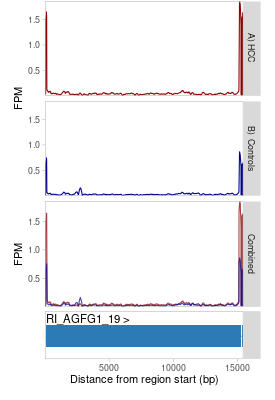 1.5
1.0
0.5
A) HCC
FPM
1.5
1.0
0.5
B) Controls
1.5
1.0
0.5
Combined
FPM
RI_AGFG1_19 >
5000 10000 15000
Distance from region start (bp)